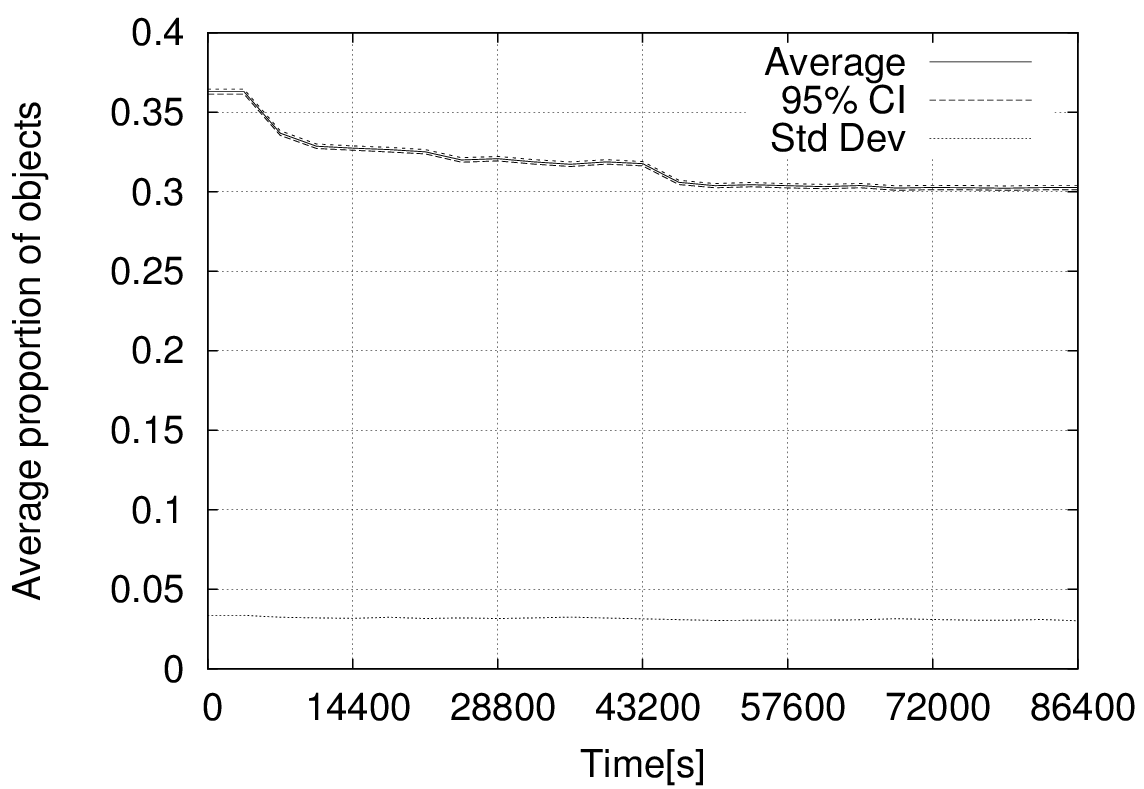 0.4
0.35
0.3
0.25
0.2
0.15
0.1
0.05
0
Average proportion of objects
Average
95% CI
Std Dev
0 14400 28800 43200 57600 72000 86400
Time[s]